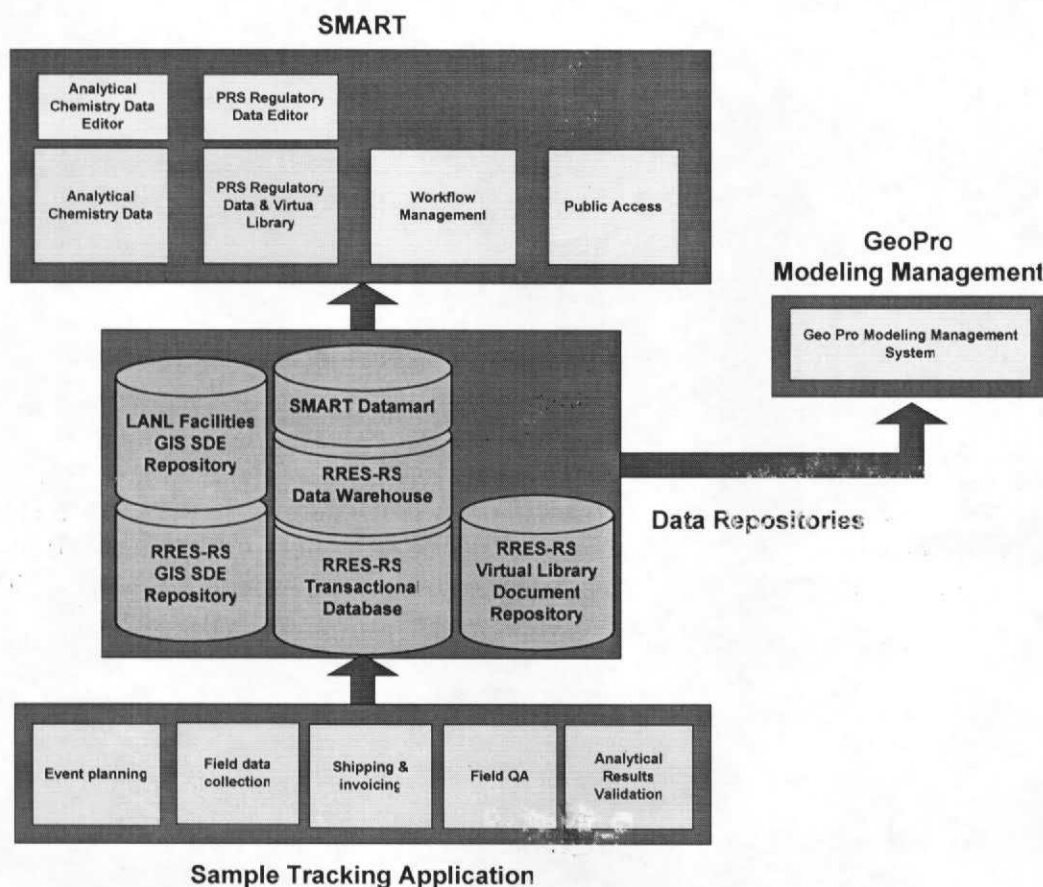 SMART
Analytical
Chemistry Data
Editor
PRS Regulatory
Data Editor
Analytical
Chemistry Data
PRS Regulatory
Data & Virtua
Library
Workflow
Management
Public Access
GeoPro
Modeling Management
Geo Pro Modeling Management
System
LANL Facilities
GIS SDE
Repository
RRES-RS
GIS SDE
Repository
SMART Datamart
RRES-RS
Data Warehouse
RRES-RS
Transactional
Database
RRES-RS
Virtual Library
Document
Repository
Data Repositories
Event planning
Field data
collection
Shipping &
invoicing
Field QA
Analytical
Results
Validation
Sample Tracking Application